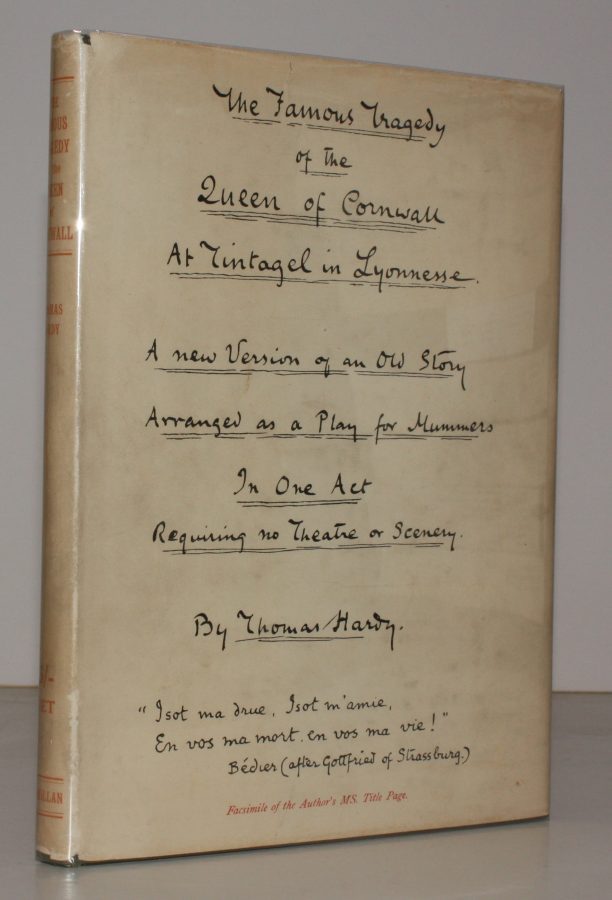 The Famous Tragedy
of the
Queen of Cornwall
At Tintagel in Lyonnesse.
A new Version of an Old Story
Arranged as a Play for Mummers
In One Act
Requiring no Theatre or Scenery.
By Thomas Hardy.
"Isot ma drue, Isot m'amie,
En vos ma mort, en vos ma vie!"
Bédier (after Gottfried of Strassburg.)
Facsimile of the Author's MS. Title Page.